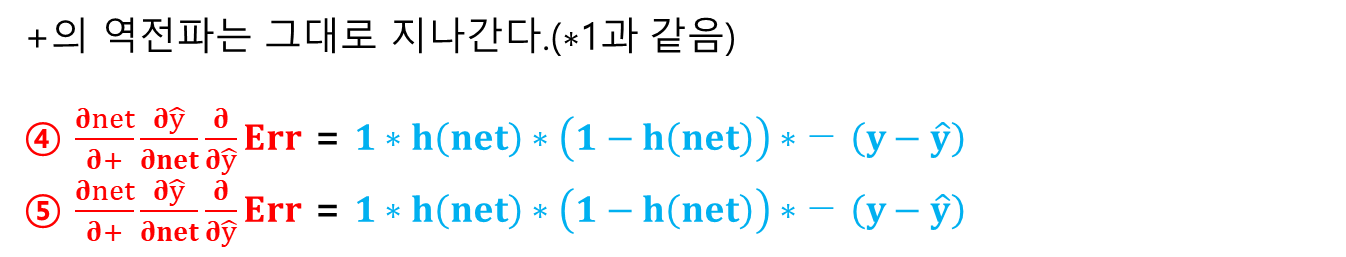 +의 역전파는 그대로 지나간다.(*1과 같음)
④ ∂net/∂+ ∂ŷ/∂net ∂/∂ŷ Err = 1 * h(net) * (1 − h(net)) * − (y − ŷ)
⑤ ∂net/∂+ ∂ŷ/∂net ∂/∂ŷ Err = 1 * h(net) * (1 − h(net)) * − (y − ŷ)